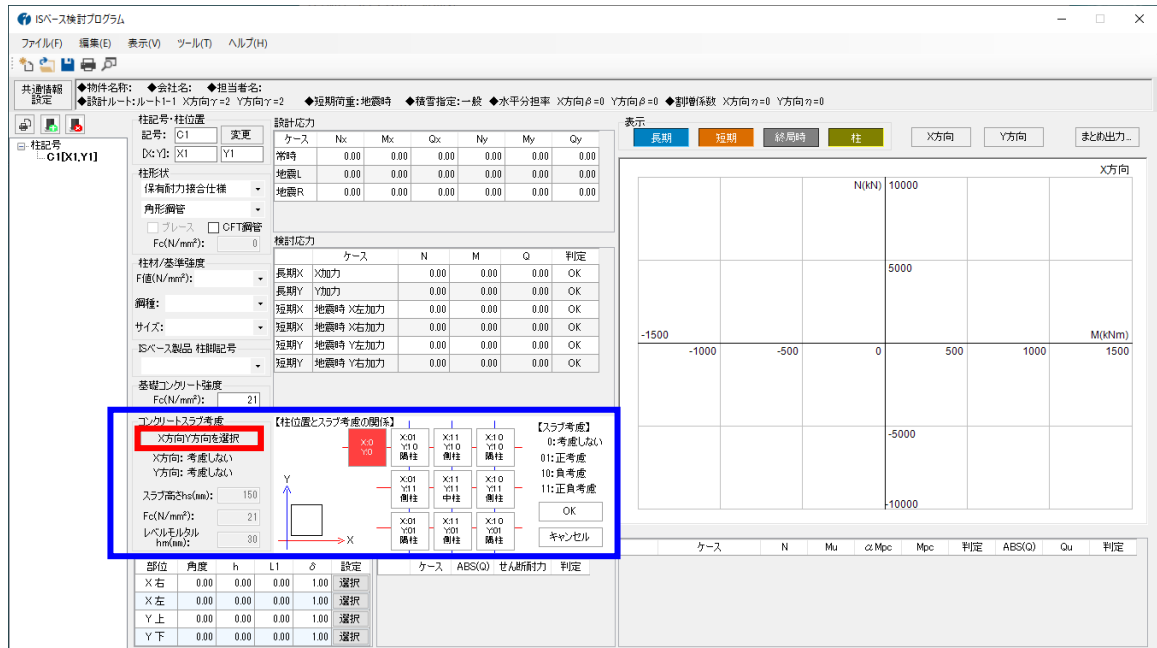 ISベース検討プログラム
ファイル(F) 編集(E) 表示(V) ツール(T) ヘルプ(H)
共通情報設定
◆物件名称: ◆会社名: ◆担当者名:
◆設計ルート:ルート1-1 X方向γ=2 Y方向γ=2 ◆短期荷重:地震時 ◆積雪指定:一般 ◆水平分担率 X方向β=0 Y方向β=0 ◆割増係数 X方向η=0 Y方向η=0
柱記号
C1[X1,Y1]
柱記号・柱位置
記号: C1 変更
[X:Y]: X1 Y1
柱形状
保有耐力接合仕様
角形鋼管
ブレース CFT鋼管
Fc(N/mm²): 0
柱材/基準強度
F値(N/mm²):
鋼種:
サイズ:
ISベース製品 柱脚記号
基礎コンクリート強度
Fc(N/mm²): 21
コンクリートスラブ考慮
X方向Y方向を選択
X方向: 考慮しない
Y方向: 考慮しない
スラブ高さhs(mm): 150
Fc(N/mm²): 21
レベルモルタル
hm(mm): 30
設計応力
ケース Nx Mx Qx Ny My Qy
常時 0.00 0.00 0.00 0.00 0.00 0.00
地震L 0.00 0.00 0.00 0.00 0.00 0.00
地震R 0.00 0.00 0.00 0.00 0.00 0.00
検討応力
ケース N M Q 判定
長期X X加力 0.00 0.00 0.00 OK
長期Y Y加力 0.00 0.00 0.00 OK
短期X 地震時 X左加力 0.00 0.00 0.00 OK
短期X 地震時 X右加力 0.00 0.00 0.00 OK
短期Y 地震時 Y左加力 0.00 0.00 0.00 OK
短期Y 地震時 Y右加力 0.00 0.00 0.00 OK
【柱位置とスラブ考慮の関係】
X:0 X:01 X:11 X:10
Y:0 Y:10 Y:10 Y:10
隅柱 側柱 隅柱
X:01 X:11 X:10
Y:11 Y:11 Y:11
側柱 中柱 側柱
X:01 X:11 X:10
Y:01 Y:01 Y:01
隅柱 側柱 隅柱
Y
X
【スラブ考慮】
0:考慮しない
01:正考慮
10:負考慮
11:正負考慮
OK
キャンセル
部位 角度 h L1 δ 設定
X右 0.00 0.00 0.00 1.00 選択
X左 0.00 0.00 0.00 1.00 選択
Y上 0.00 0.00 0.00 1.00 選択
Y下 0.00 0.00 0.00 1.00 選択
ケース ABS(Q) せん断耐力 判定
表示
長期 短期 終局時 柱 X方向 Y方向 まとめ出力...
X方向
N(kN) 10000
5000
-1500 M(kNm)
-1000 -500 0 500 1000 1500
-5000
-10000
ケース N Mu αMpc Mpc 判定 ABS(Q) Qu 判定